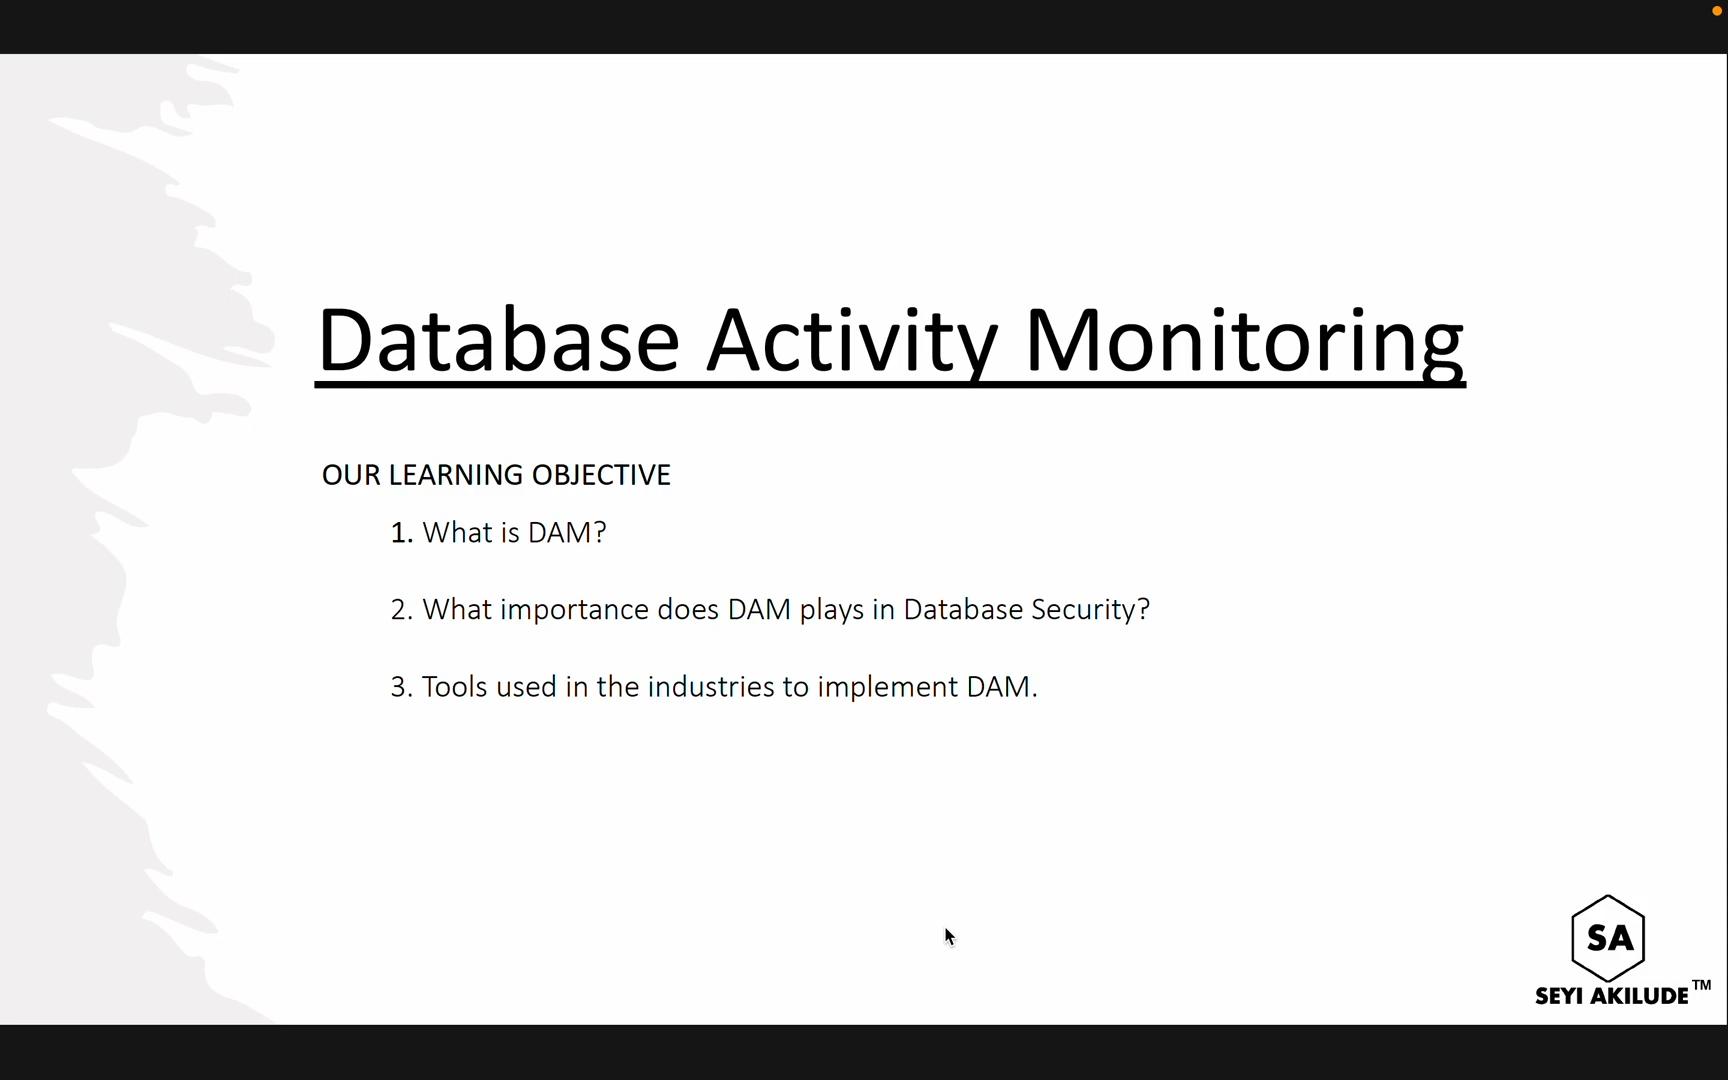 Database Activity Monitoring
OUR LEARNING OBJECTIVE
1. What is DAM?
2. What importance does DAM plays in Database Security?
3. Tools used in the industries to implement DAM.
SA
SEYI AKILUDE™